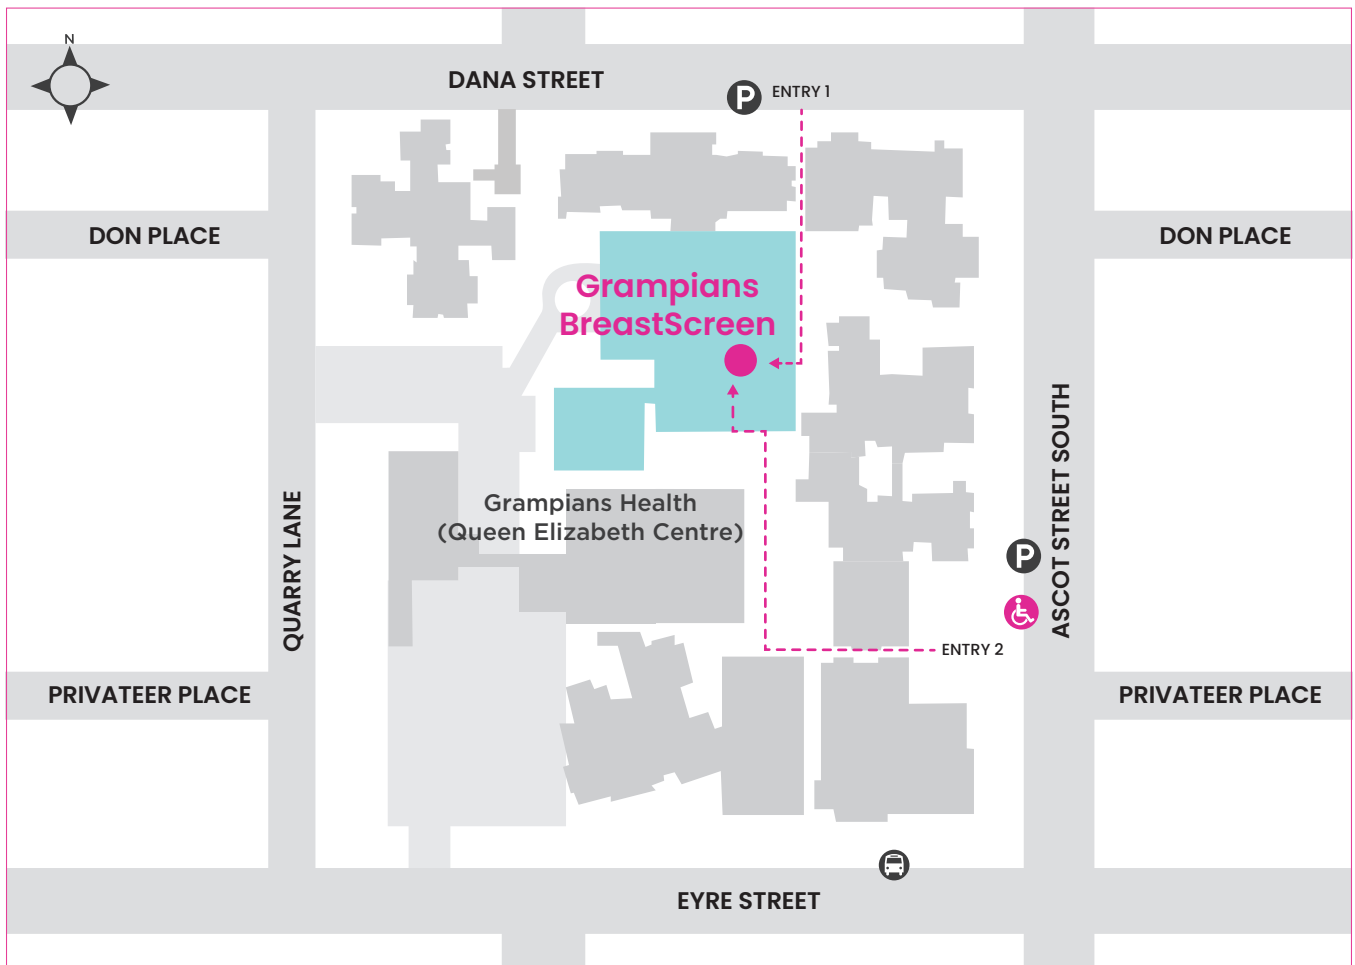 N
DANA STREET
P
ENTRY 1
DON PLACE
DON PLACE
Grampians
BreastScreen
Grampians Health
(Queen Elizabeth Centre)
QUARRY LANE
ASCOT STREET SOUTH
P
ENTRY 2
PRIVATEER PLACE
PRIVATEER PLACE
EYRE STREET